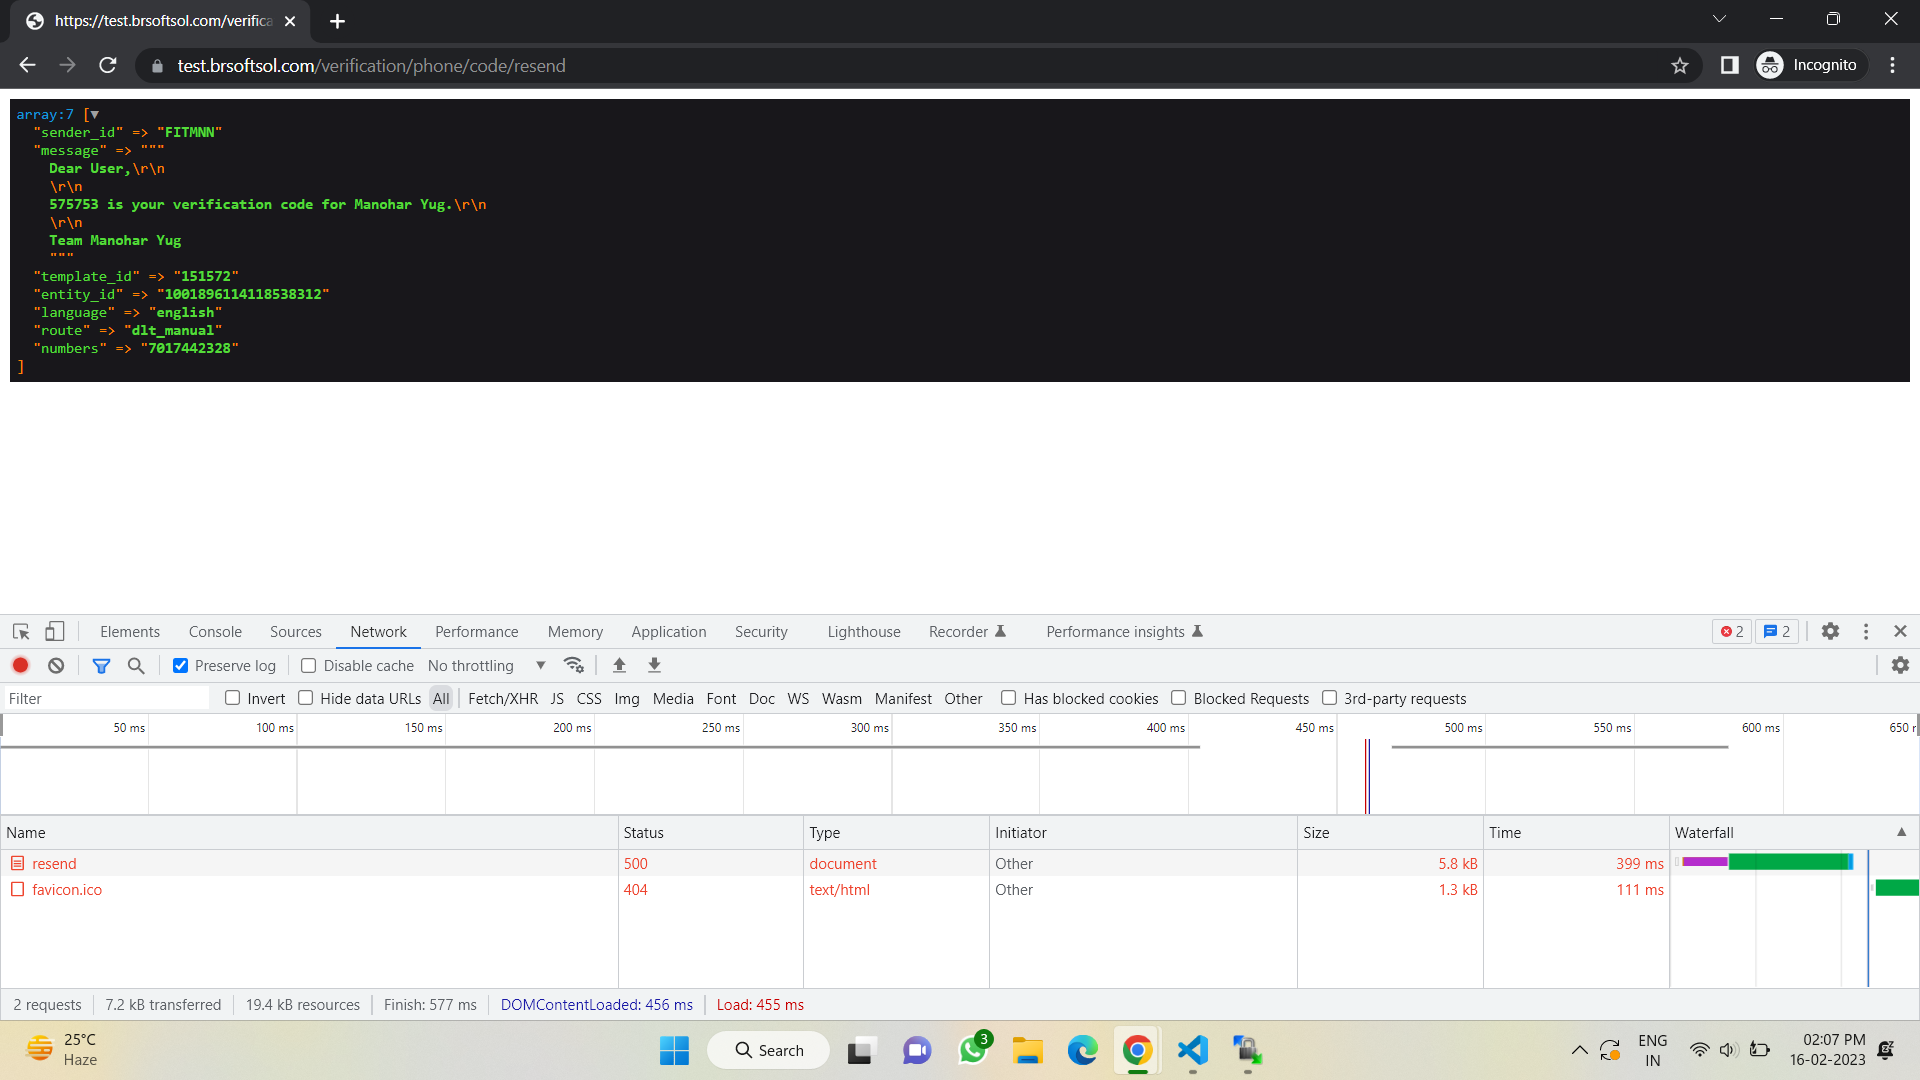 https://test.brsoftsol.com/verifica
test.brsoftsol.com/verification/phone/code/resend
Incognito
array:7 [▼
"sender_id" => "FITMNN"
"message" => """
Dear User,\r\n
\r\n
575753 is your verification code for Manohar Yug.\r\n
\r\n
Team Manohar Yug
"""
"template_id" => "151572"
"entity_id" => "1001896114118538312"
"language" => "english"
"route" => "dlt_manual"
"numbers" => "7017442328"
]
Elements Console Sources Network Performance Memory Application Security Lighthouse Recorder Performance insights 2 2
Preserve log Disable cache No throttling
Filter Invert Hide data URLs All Fetch/XHR JS CSS Img Media Font Doc WS Wasm Manifest Other Has blocked cookies Blocked Requests 3rd-party requests
50 ms 100 ms 150 ms 200 ms 250 ms 300 ms 350 ms 400 ms 450 ms 500 ms 550 ms 600 ms 650 r
Name Status Type Initiator Size Time Waterfall
resend 500 document Other 5.8 kB 399 ms
favicon.ico 404 text/html Other 1.3 kB 111 ms
2 requests 7.2 kB transferred 19.4 kB resources Finish: 577 ms DOMContentLoaded: 456 ms Load: 455 ms
25°C
Haze
Search
3
ENG
IN
02:07 PM
16-02-2023